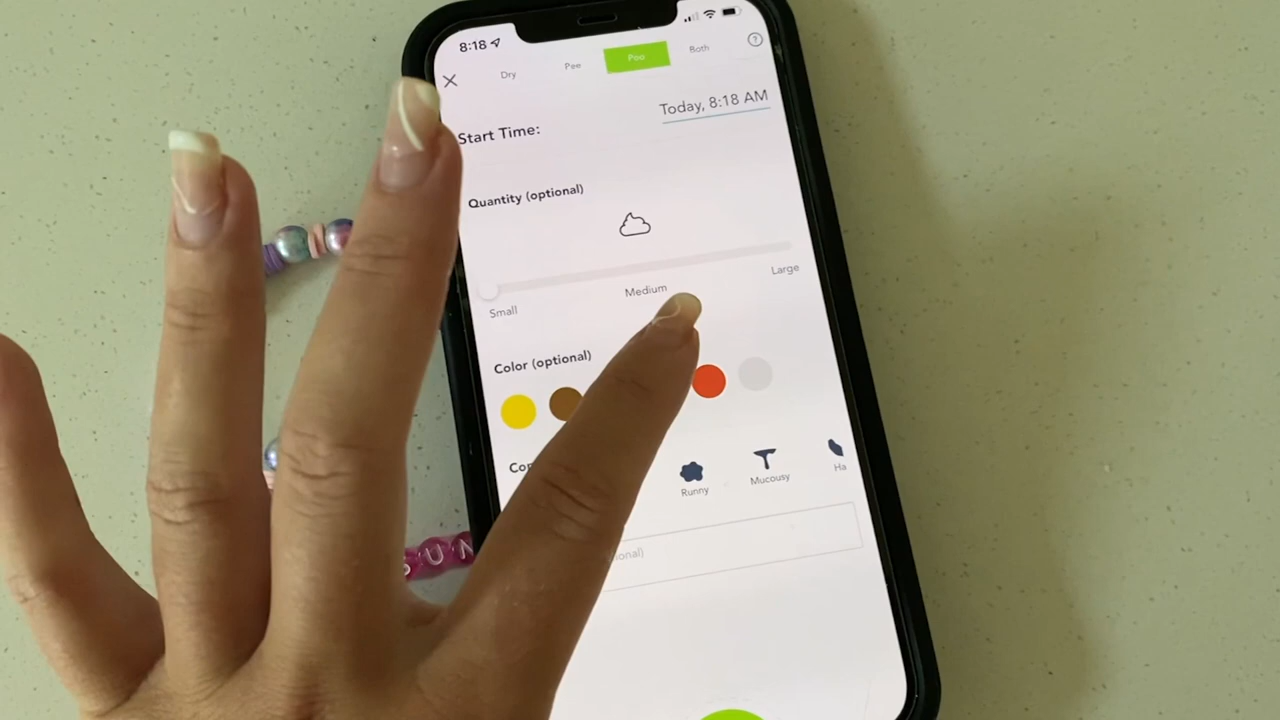 8:18
Dry Pee Poo Both ?
Today, 8:18 AM
Start Time:
Quantity (optional)
Small Medium Large
Color (optional)
Runny Mucousy
SUN